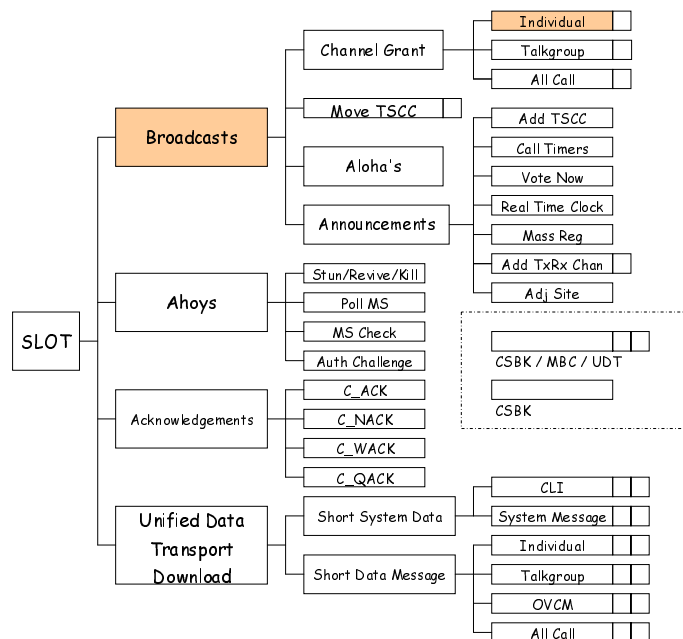 SLOT
Broadcasts
Channel Grant
Individual
Talkgroup
All Call
Move TSCC
Aloha's
Announcements
Add TSCC
Call Timers
Vote Now
Real Time Clock
Mass Reg
Add TxRx Chan
Adj Site
Ahoys
Stun/Revive/Kill
Poll MS
MS Check
Auth Challenge
CSBK / MBC / UDT
CSBK
Acknowledgements
C_ACK
C_NACK
C_WACK
C_QACK
Unified Data
Transport
Download
Short System Data
CLI
System Message
Short Data Message
Individual
Talkgroup
OVCM
All Call